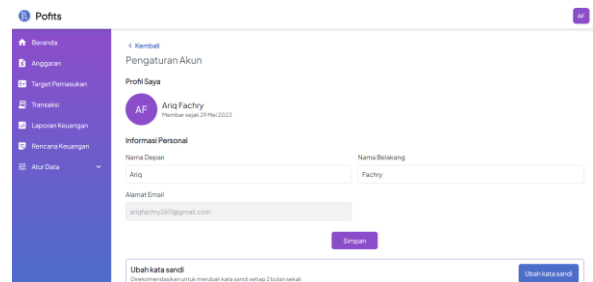 Pofits
AF
Beranda
Anggaran
Target Pemasukan
Transaksi
Laporan Keuangan
Rencana Keuangan
Atur Data
< Kembali
Pengaturan Akun
Profil Saya
AF
Ariq Fachry
Member sejak 29 Mei 2023
Informasi Personal
Nama Depan
Nama Belakang
Ariq
Fachry
Alamat Email
ariqfachry2611@gmail.com
Simpan
Ubah kata sandi
Direkomendasikan untuk merubah kata sandi setiap 2 bulan sekali
Ubah kata sandi